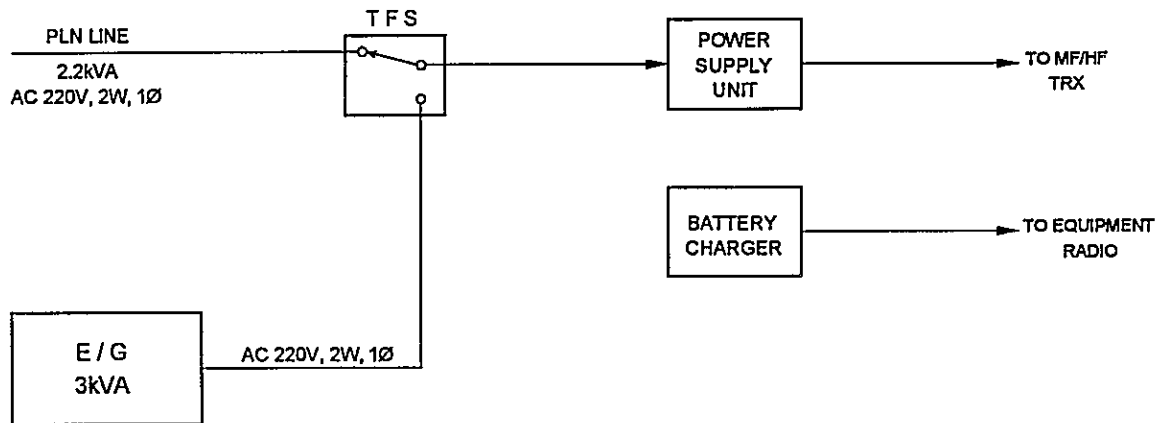 T F S
PLN LINE
2.2kVA
AC 220V, 2W, 1Ø
POWER
SUPPLY
UNIT
TO MF/HF
TRX
BATTERY
CHARGER
TO EQUIPMENT
RADIO
E / G
3kVA
AC 220V, 2W, 1Ø